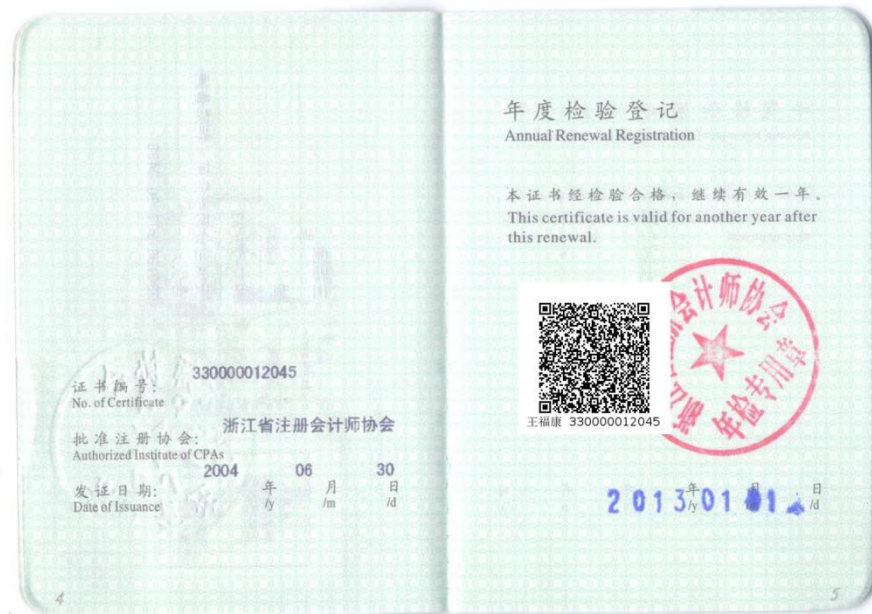 证书编号:
330000012045
No. of Certificate
批准注册协会:
浙江省注册会计师协会
Authorized Institute of CPAs
发证日期:
2004 年 06 月 30 日
Date of Issuance /y /m /d
4
年度检验登记
Annual Renewal Registration
本证书经检验合格，继续有效一年。
This certificate is valid for another year after
this renewal.
会计师协会
年检专用章
王福康 330000012045
2013 年 01 日
/y /d
5